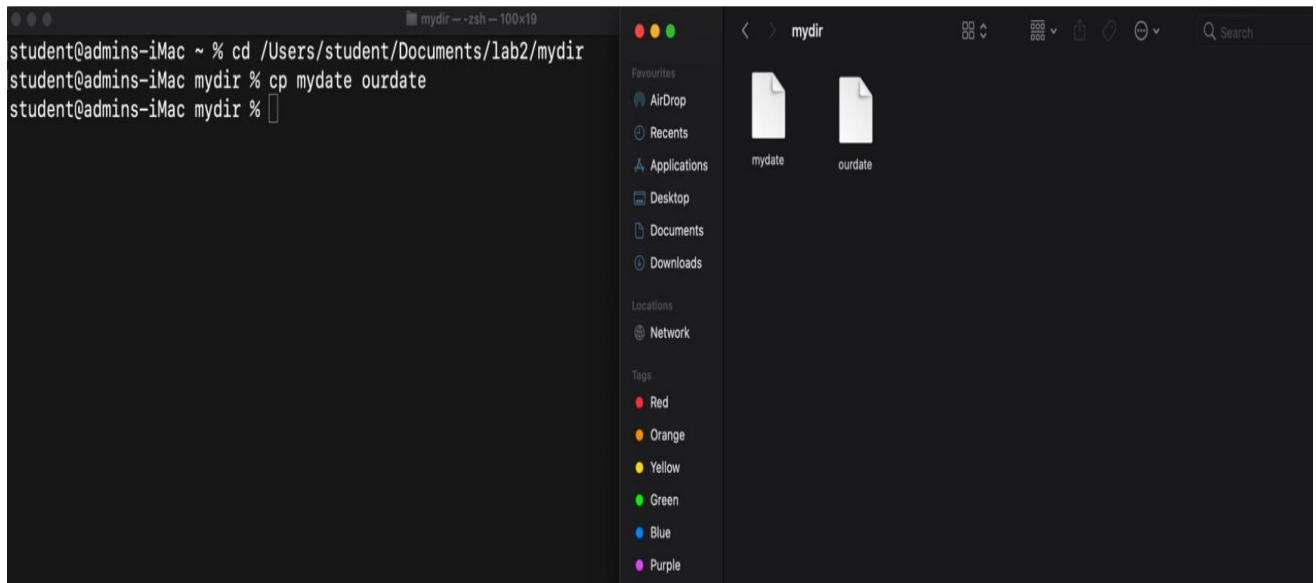 mydir — -zsh — 100×19
student@admins-iMac ~ % cd /Users/student/Documents/lab2/mydir
student@admins-iMac mydir % cp mydate ourdate
student@admins-iMac mydir %
mydir
Search
Favourites
AirDrop
Recents
Applications
Desktop
Documents
Downloads
Locations
Network
Tags
Red
Orange
Yellow
Green
Blue
Purple
mydate
ourdate